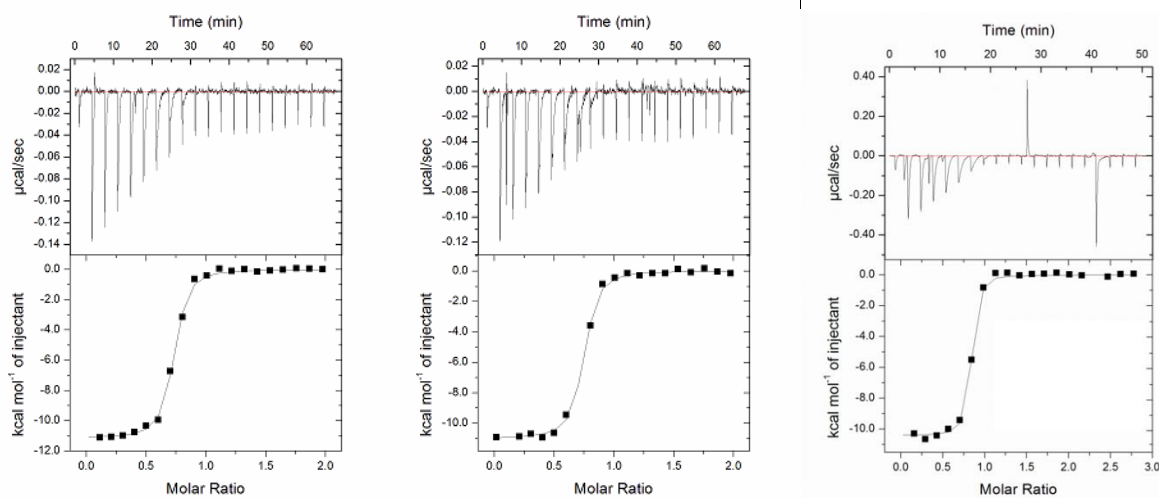 Time (min)
0 10 20 30 40 50 60
0.02
0.00
-0.02
-0.04
-0.06
-0.08
-0.10
-0.12
-0.14
µcal/sec
0.0
-2.0
-4.0
-6.0
-8.0
-10.0
-12.0
kcal mol⁻¹ of injectant
0.0 0.5 1.0 1.5 2.0
Molar Ratio
Time (min)
0 10 20 30 40 50 60
0.02
0.00
-0.02
-0.04
-0.06
-0.08
-0.10
-0.12
µcal/sec
0.0
-2.0
-4.0
-6.0
-8.0
-10.0
kcal mol⁻¹ of injectant
0.0 0.5 1.0 1.5 2.0
Molar Ratio
Time (min)
0 10 20 30 40 50
0.40
0.00
-0.20
-0.40
µcal/sec
0.0
-2.0
-4.0
-6.0
-8.0
-10.0
kcal mol⁻¹ of injectant
0.0 0.5 1.0 1.5 2.0 2.5 3.0
Molar Ratio